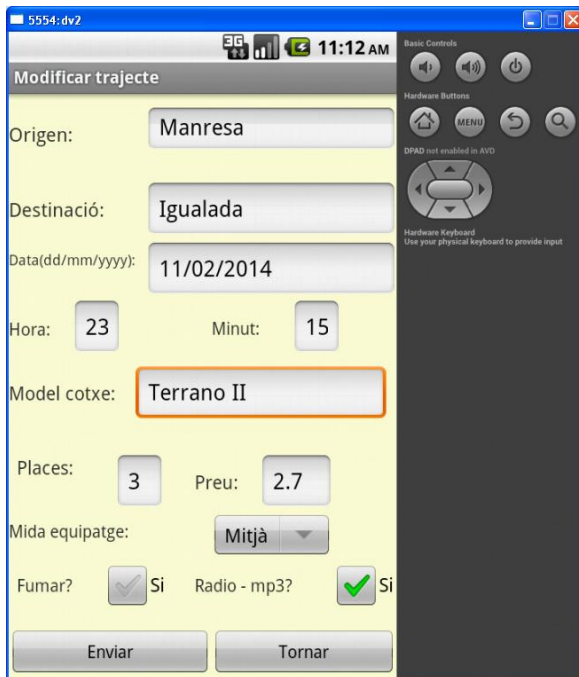 5554:dv2
3G 11:12 AM
Modificar trajecte
Origen: Manresa
Destinació: Igualada
Data(dd/mm/yyyy): 11/02/2014
Hora: 23 Minut: 15
Model cotxe: Terrano II
Places: 3 Preu: 2.7
Mida equipatge: Mitjà
Fumar? Si Radio - mp3? Si
Enviar Tornar
Basic Controls
Hardware Buttons
MENU
DPAD not enabled in AVD
Hardware Keyboard
Use your physical keyboard to provide input